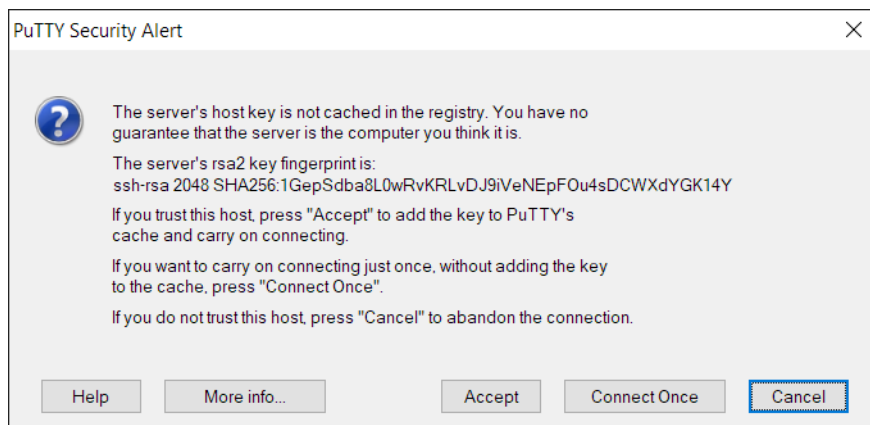 PuTTY Security Alert
The server's host key is not cached in the registry. You have no
guarantee that the server is the computer you think it is.
The server's rsa2 key fingerprint is:
ssh-rsa 2048 SHA256:1GepSdba8L0wRvKRLvDJ9iVeNEpFOu4sDCWXdYGK14Y
If you trust this host, press "Accept" to add the key to PuTTY's
cache and carry on connecting.
If you want to carry on connecting just once, without adding the key
to the cache, press "Connect Once".
If you do not trust this host, press "Cancel" to abandon the connection.
Help
More info...
Accept
Connect Once
Cancel